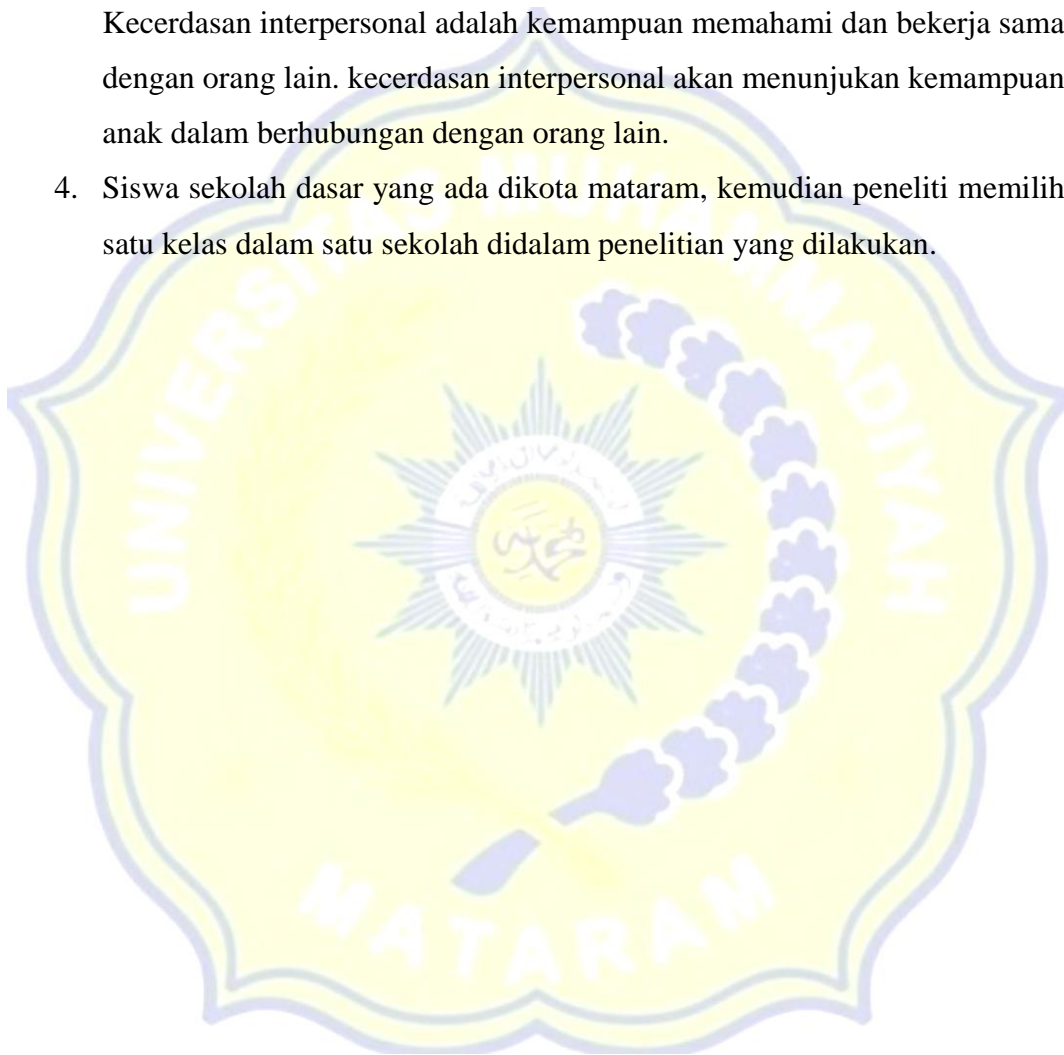 Kecerdasan interpersonal adalah kemampuan memahami dan bekerja sama
dengan orang lain. kecerdasan interpersonal akan menunjukan kemampuan
anak dalam berhubungan dengan orang lain.
4. Siswa sekolah dasar yang ada dikota mataram, kemudian peneliti memilih
satu kelas dalam satu sekolah didalam penelitian yang dilakukan.
UNIVERSITAS MUHAMMADIYAH
MATARAM